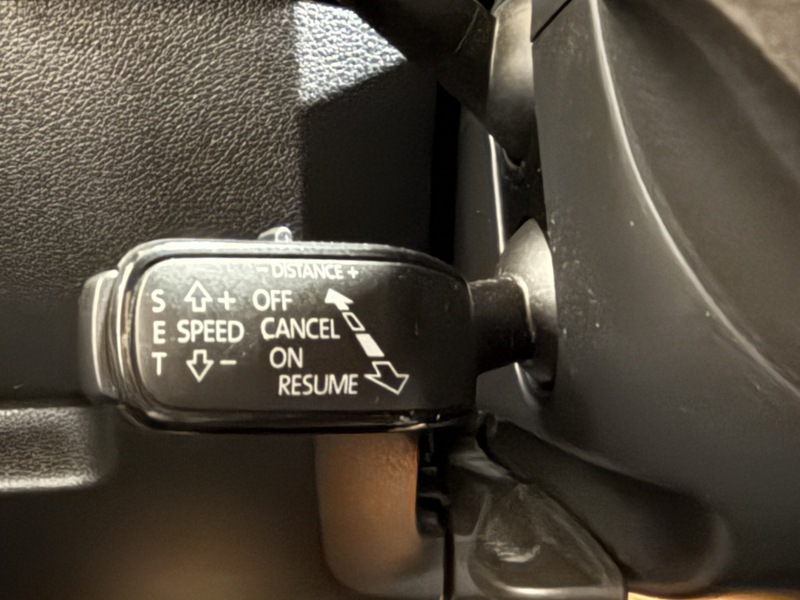 - DISTANCE +
S + OFF
E SPEED CANCEL
T - ON
RESUME